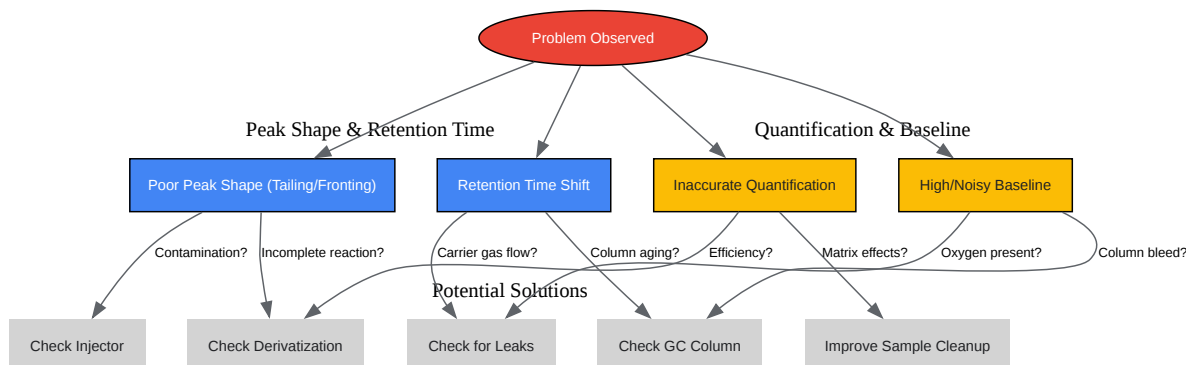 Problem Observed
Peak Shape & Retention Time
Quantification & Baseline
Poor Peak Shape (Tailing/Fronting)
Retention Time Shift
Inaccurate Quantification
High/Noisy Baseline
Contamination?
Incomplete reaction?
Carrier gas flow?
Column aging?
Efficiency?
Matrix effects?
Oxygen present?
Column bleed?
Potential Solutions
Check Injector
Check Derivatization
Check for Leaks
Check GC Column
Improve Sample Cleanup